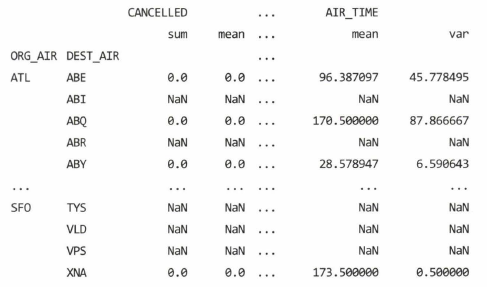 CANCELLED ... AIR_TIME
sum mean ... mean var
ORG_AIR DEST_AIR ...
ATL ABE 0.0 0.0 ... 96.387097 45.778495
ABI NaN NaN ... NaN NaN
ABQ 0.0 0.0 ... 170.500000 87.866667
ABR NaN NaN ... NaN NaN
ABY 0.0 0.0 ... 28.578947 6.590643
... ... ... ... ... ...
SFO TYS NaN NaN ... NaN NaN
VLD NaN NaN ... NaN NaN
VPS NaN NaN ... NaN NaN
XNA 0.0 0.0 ... 173.500000 0.500000